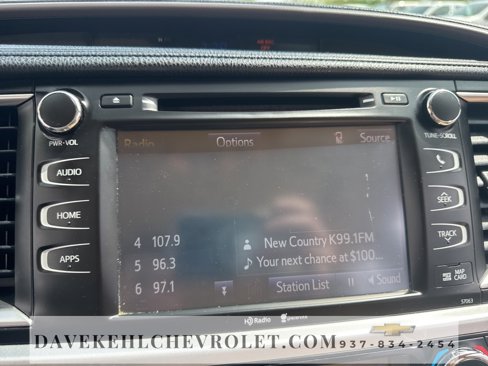 PWR•VOL
TUNE•SCROLL
Radio
Options
Source
AUDIO
HOME
APPS
SEEK
TRACK
MAP CARD
4 107.9
5 96.3
6 97.1
New Country K99.1FM
Your next chance at $100...
Station List
Sound
HD Radio
57063
DAVEKEHLCHEVROLET.COM
937-834-2454